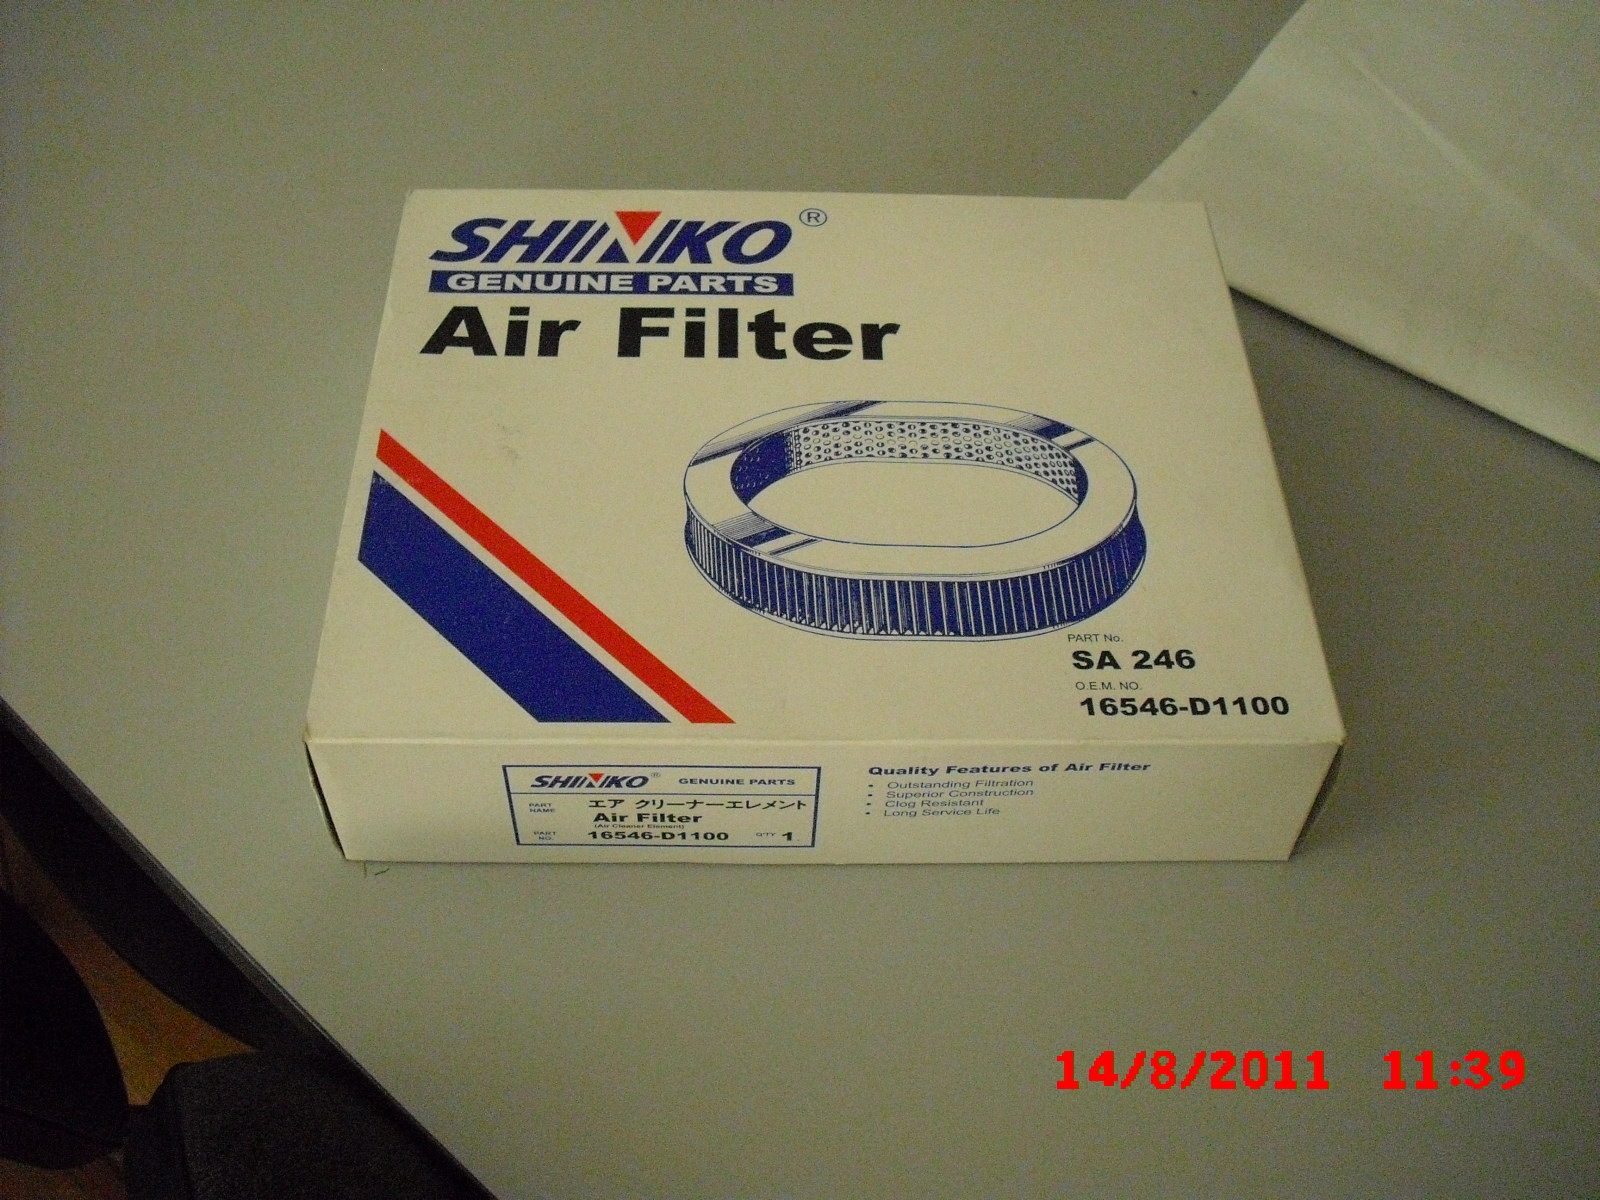 SHINKO ®
GENUINE PARTS
Air Filter
PART No.
SA 246
O.E.M. NO.
16546-D1100
SHINKO ® GENUINE PARTS
PART NAME
エア クリーナーエレメント
Air Filter
(Air Cleaner Element)
PART NO.
16546-D1100
Q'TY 1
Quality Features of Air Filter
• Outstanding Filtration
• Superior Construction
• Clog Resistant
• Long Service Life
14/8/2011 11:39